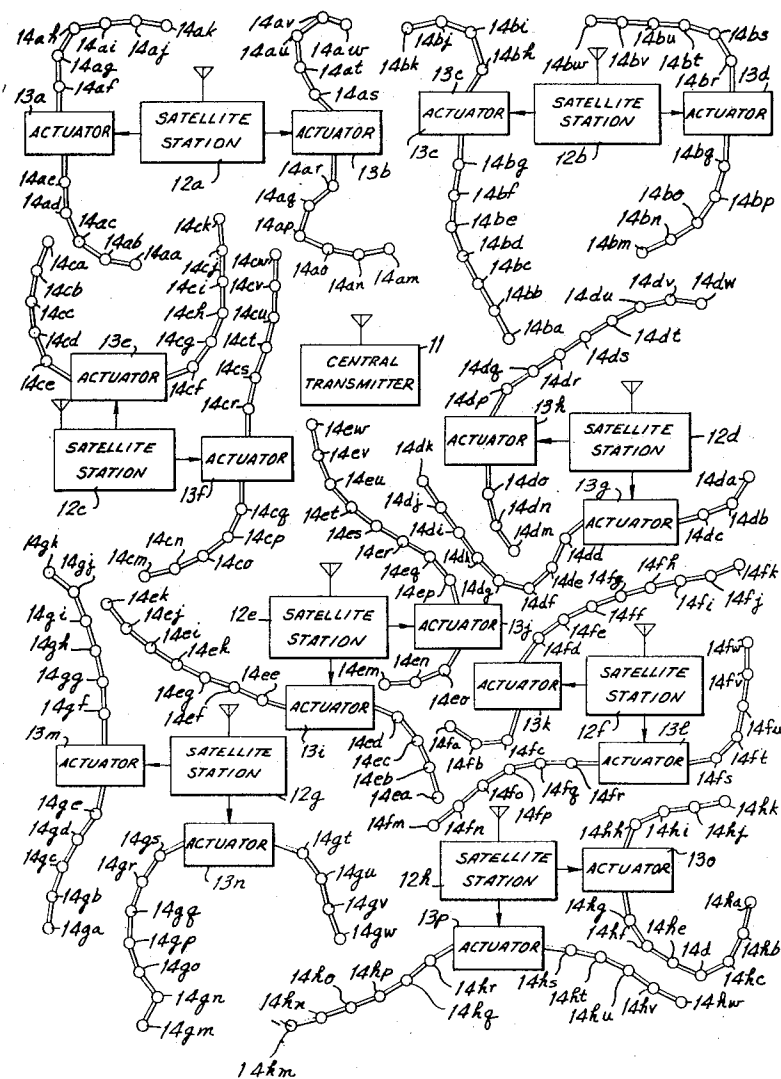 14ah
14ai
14aj
14ak
14ag
14af
13a
ACTUATOR
SATELLITE
STATION
12a
14ae
14ad
14ac
14ab
14aa
14av
14au
14aw
14at
14as
ACTUATOR
13b
14ar
14aq
14ap
14ao
14an
14am
14bi
14bj
14bk
14bh
13c
ACTUATOR
13c
14bg
14bf
14be
14bd
14bc
14bb
14ba
SATELLITE
STATION
12b
14bw
14bv
14bu
14bt
14bs
14br
13d
ACTUATOR
14bq
14bp
14bo
14bn
14bm
14ca
14cb
14cc
14cd
14ce
13e
ACTUATOR
14ck
14cj
14ci
14ch
14cg
14cf
SATELLITE
STATION
12c
14cw
14cv
14cu
14ct
14cs
14cr
ACTUATOR
13f
14cq
14cp
14co
14cn
14cm
11
CENTRAL
TRANSMITTER
14dw
14dv
14du
14dt
14ds
14dr
14dq
14dp
13h
ACTUATOR
14do
14dn
14dm
SATELLITE
STATION
12d
13g
ACTUATOR
14da
14db
14dc
14dd
14de
14df
14dg
14dh
14di
14dj
14dk
14ew
14ev
14eu
14et
14es
14er
14eq
14ep
ACTUATOR
13j
14eo
14en
14em
12e
SATELLITE
STATION
14ek
14ej
14ei
14eh
14eg
14ef
14ee
ACTUATOR
13i
14ed
14ec
14eb
14ea
14fk
14fj
14fi
14fh
14fg
14ff
14fe
14fd
ACTUATOR
13k
14fc
14fb
14fa
SATELLITE
STATION
12f
13l
ACTUATOR
14fw
14fv
14fu
14ft
14fs
14fr
14fq
14fp
14fo
14fn
14fm
14gk
14gj
14gi
14gh
14gg
14gf
13m
ACTUATOR
14ge
14gd
14gc
14gb
14ga
SATELLITE
STATION
12g
ACTUATOR
13n
14gs
14gr
14gq
14gp
14go
14gn
14gm
14gt
14gu
14gv
14gw
12h
SATELLITE
STATION
14hk
14hj
14hi
14hh
ACTUATOR
13o
14hg
14hf
14he
14d
14hc
14hb
14ha
13p
ACTUATOR
14hs
14ht
14hu
14hv
14hw
14hr
14hq
14hp
14ho
14hn
14hm